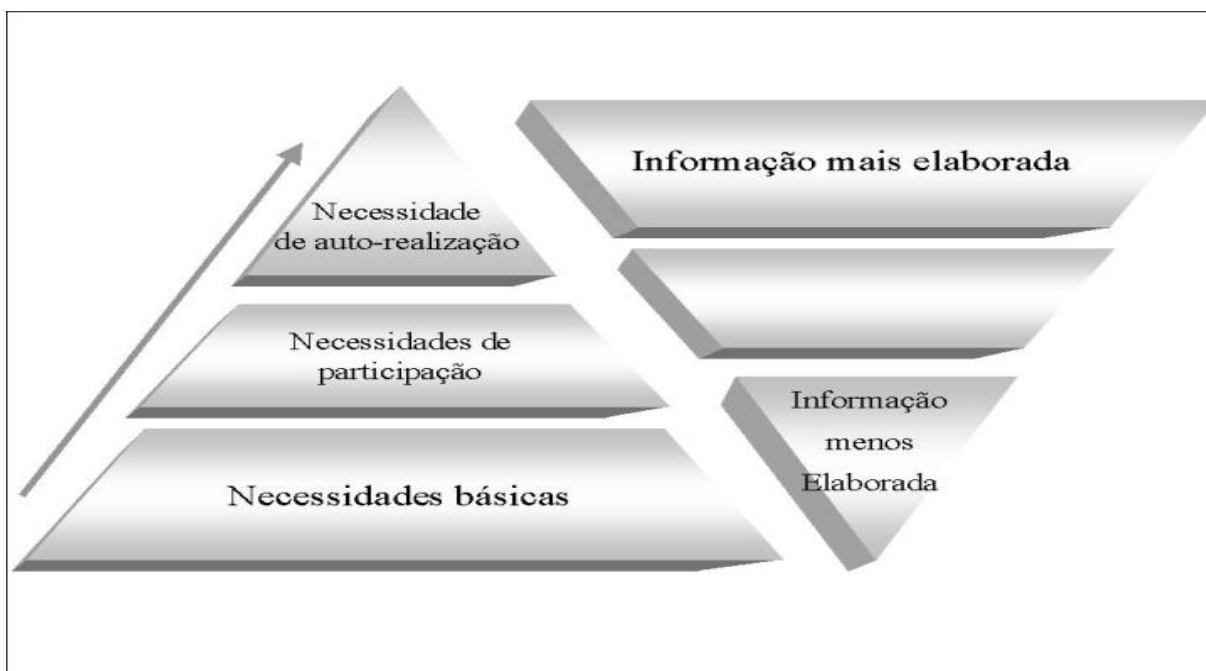 Necessidade
de auto-realização
Necessidades de
participação
Necessidades básicas
Informação mais elaborada
Informação
menos
Elaborada